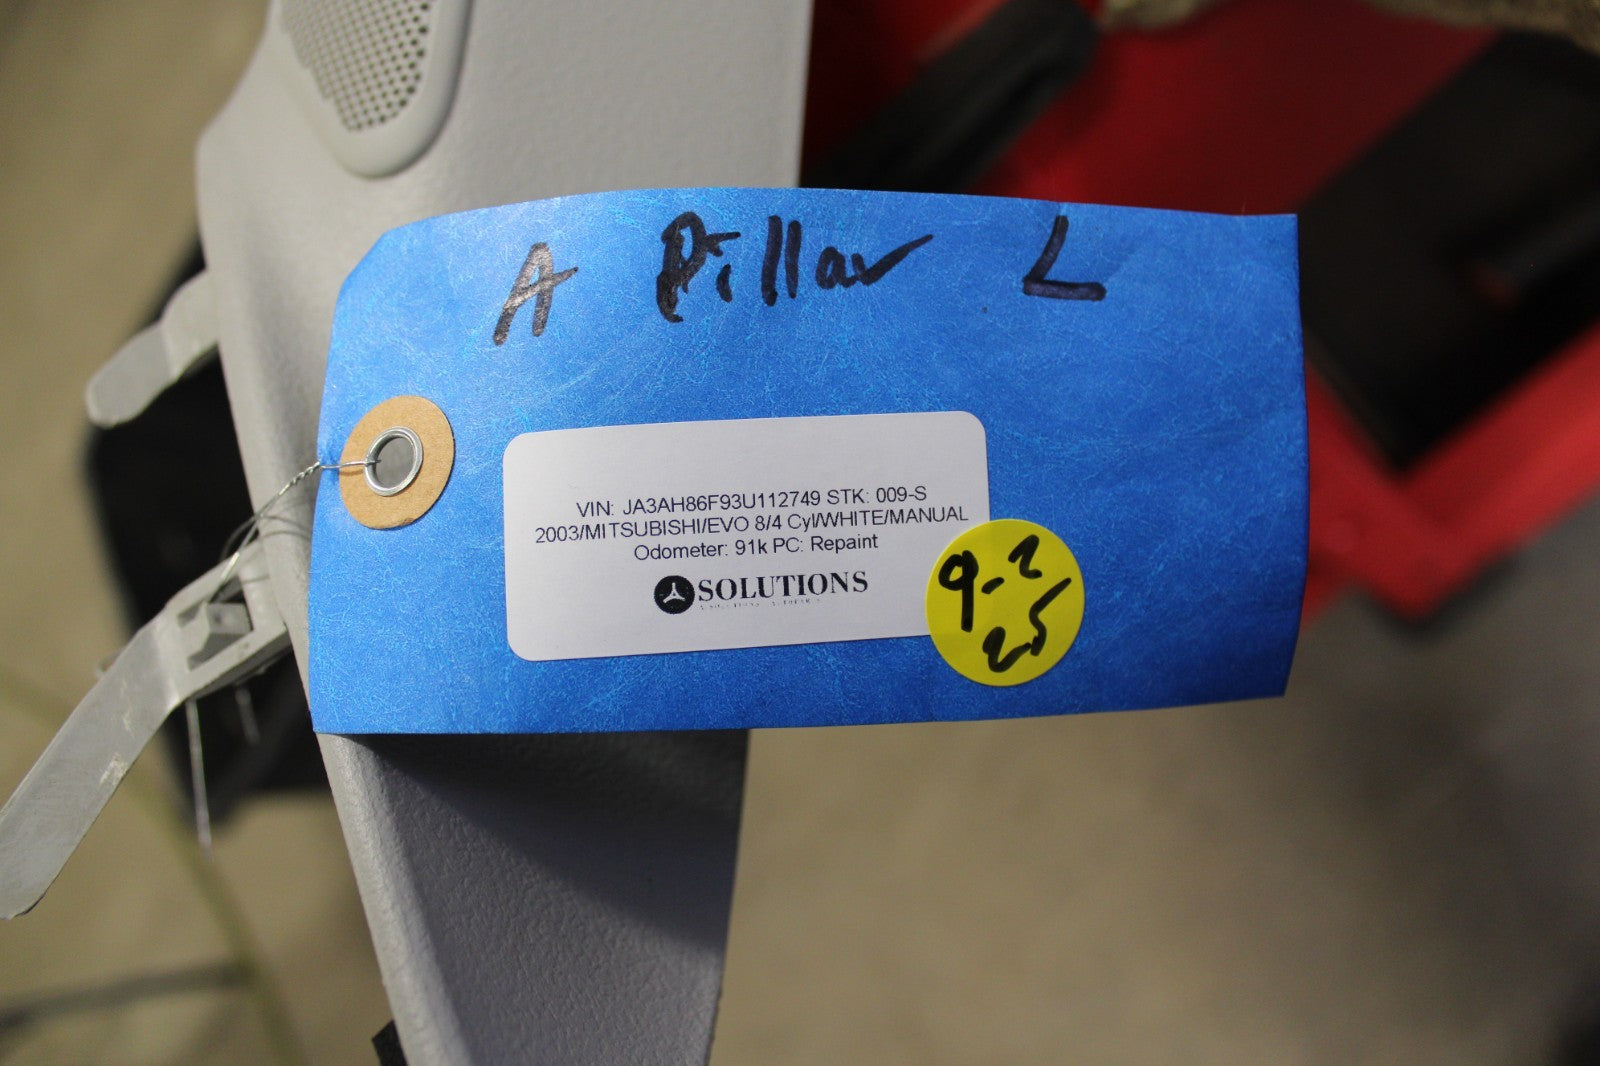 A Pillar L
VIN: JA3AH86F93U112749 STK: 009-S
2003/MITSUBISHI/EVO 8/4 Cyl/WHITE/MANUAL
Odometer: 91k PC: Repaint
SOLUTIONS
9-2
25